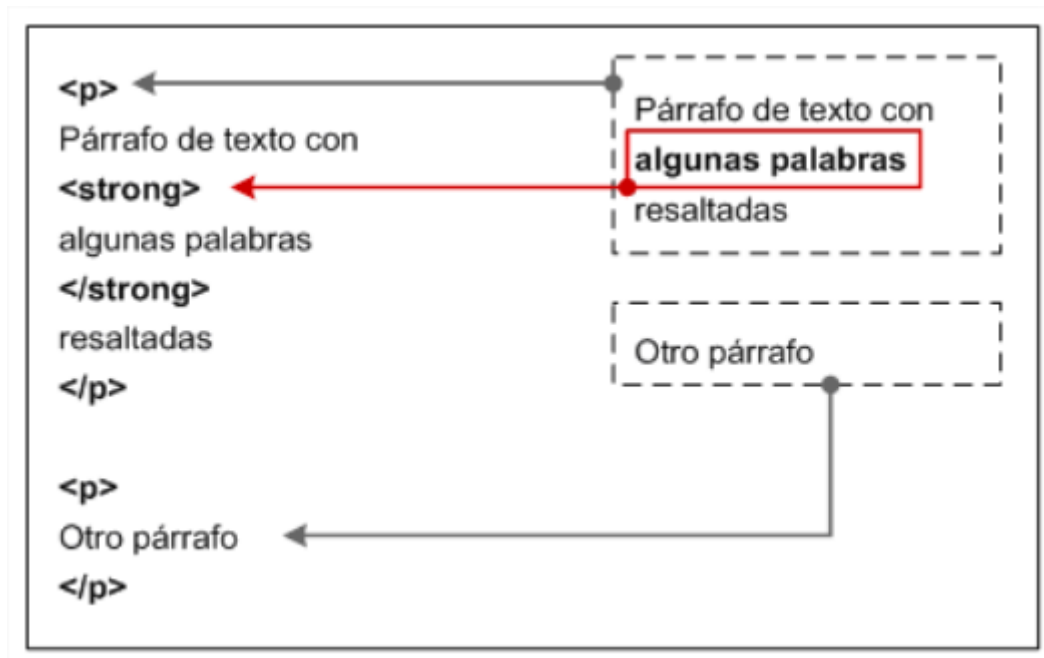 <p>
Párrafo de texto con
<strong>
algunas palabras
</strong>
resaltadas
</p>
<p>
Otro párrafo
</p>
Párrafo de texto con
algunas palabras
resaltadas
Otro párrafo